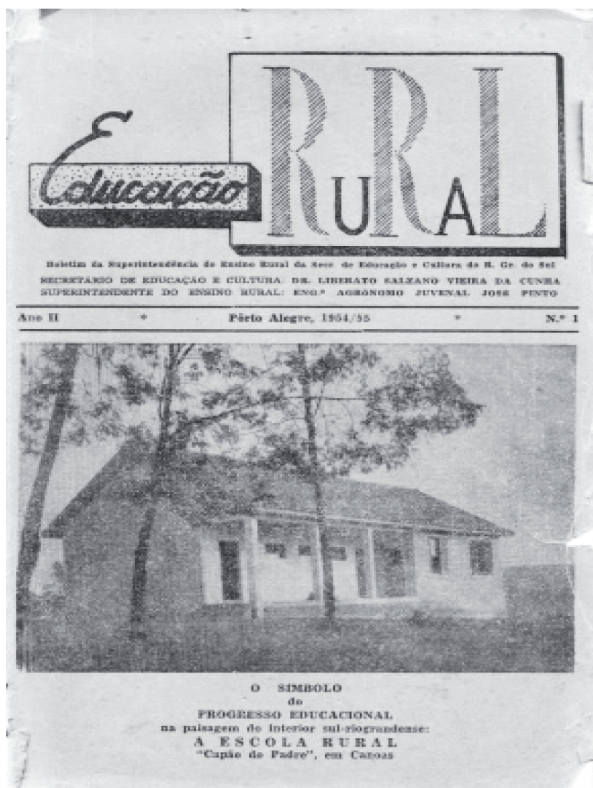 Educação
RuRAL
Boletim da Superintendência do Ensino Rural da Secr. de Educação e Cultura do R. Gr. do Sul
SECRETÁRIO DE EDUCAÇÃO E CULTURA: DR. LIBERATO SALZANO VIEIRA DA CUNHA
SUPERINTENDENTE DO ENSINO RURAL: ENG.º AGRÔNOMO JUVENAL JOSÉ PINTO
Ano II * Pôrto Alegre, 1954/55 * N.º 1
O SÍMBOLO
do
PROGRESSO EDUCACIONAL
na paisagem do interior sul-riograndense:
A ESCOLA RURAL
"Capão do Padre", em Canoas